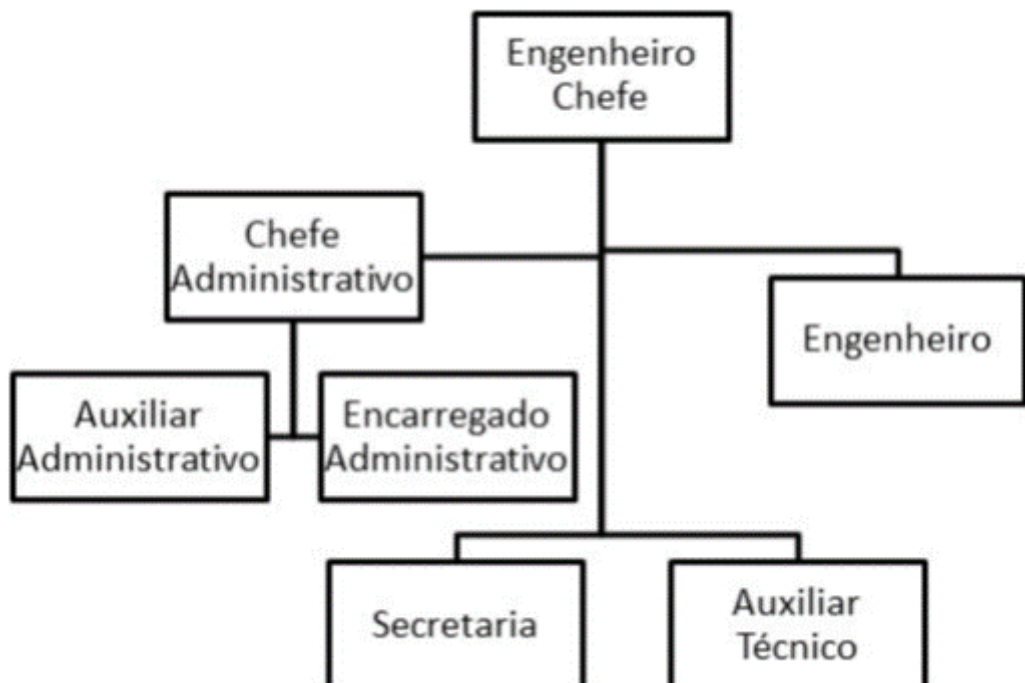 Engenheiro
Chefe
Chefe
Administrativo
Engenheiro
Auxiliar
Administrativo
Encarregado
Administrativo
Secretaria
Auxiliar
Técnico